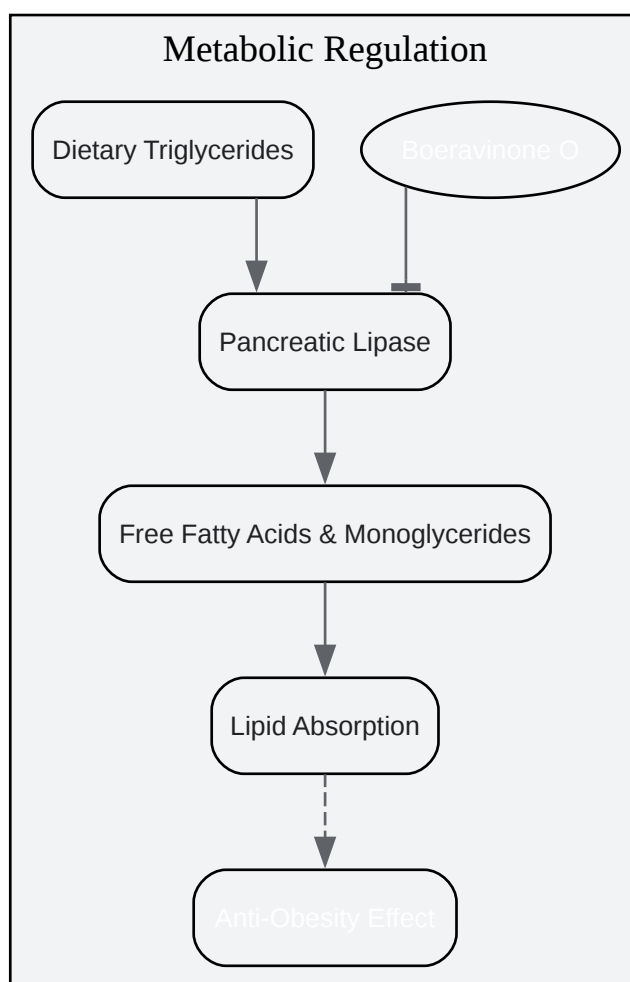 Metabolic Regulation
Dietary Triglycerides
Boeravinone O
Pancreatic Lipase
Free Fatty Acids & Monoglycerides
Lipid Absorption
Anti-Obesity Effect